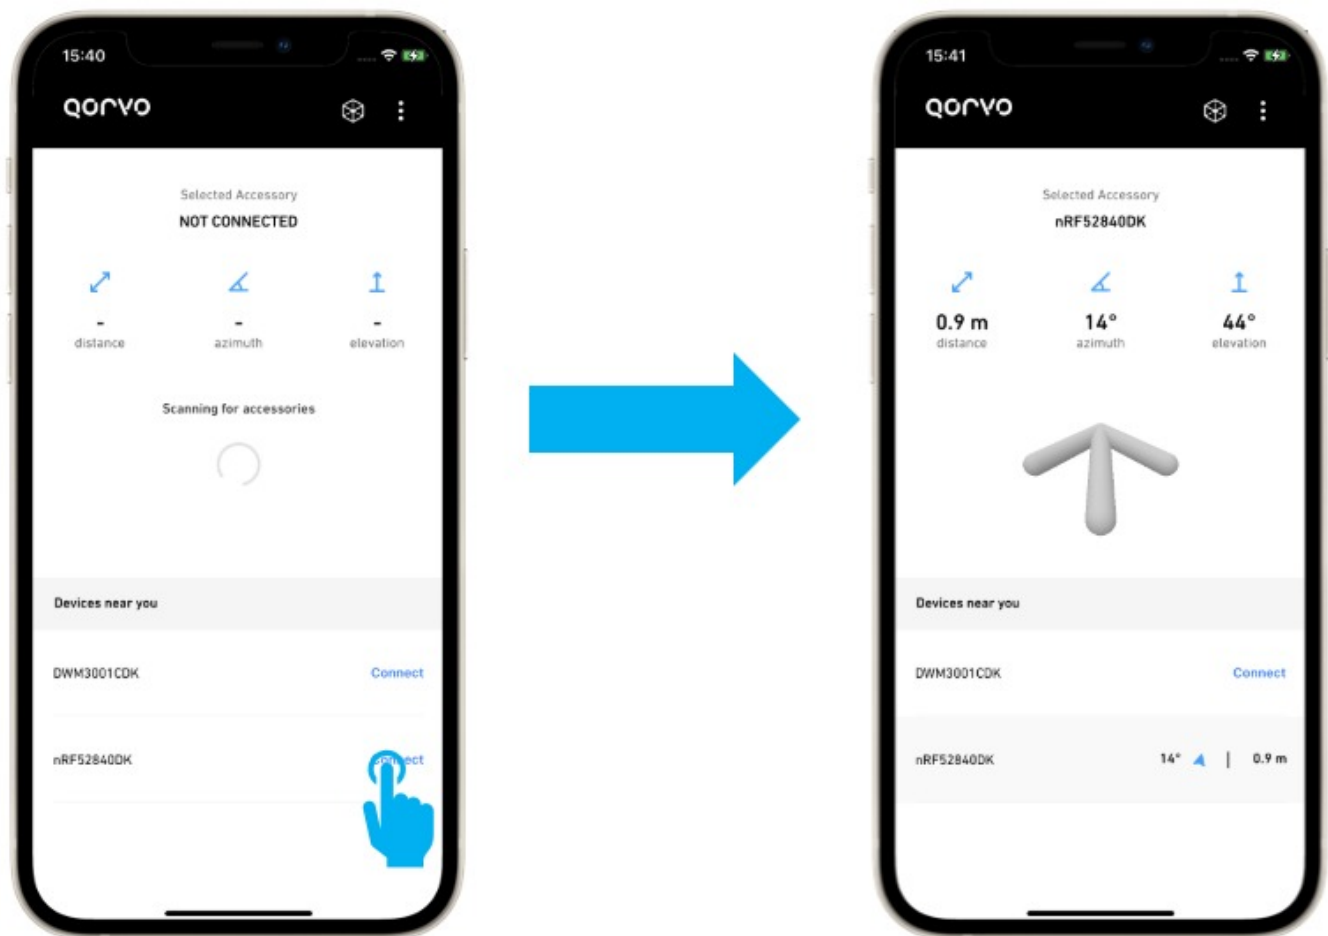 15:40
QORVO
Selected Accessory
NOT CONNECTED
- - -
distance azimuth elevation
Scanning for accessories
Devices near you
DWM3001CDK Connect
nRF52840DK Connect
15:41
QORVO
Selected Accessory
nRF52840DK
0.9 m 14° 44°
distance azimuth elevation
Devices near you
DWM3001CDK Connect
nRF52840DK 14° | 0.9 m